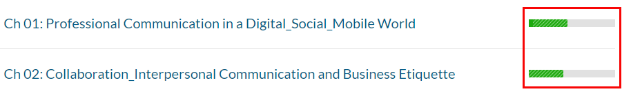 Ch 01: Professional Communication in a Digital_Social_Mobile World
Ch 02: Collaboration_Interpersonal Communication and Business Etiquette